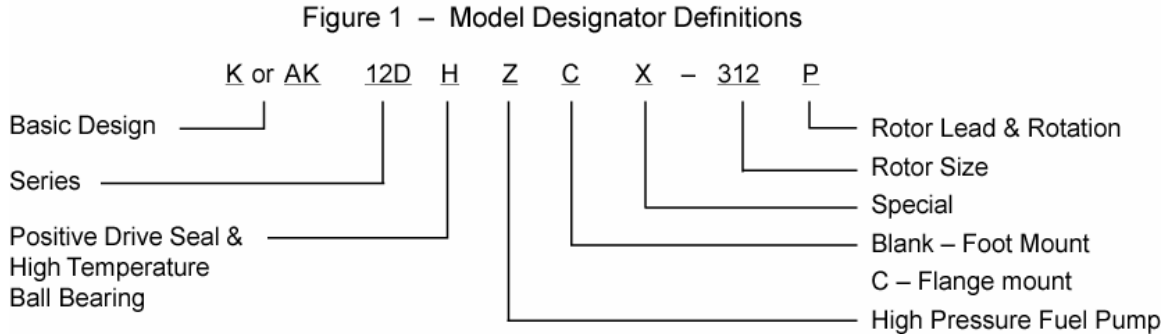 Figure 1 – Model Designator Definitions
K or AK 12D H Z C X – 312 P
Basic Design
Rotor Lead & Rotation
Rotor Size
Series
Special
Positive Drive Seal &
High Temperature
Ball Bearing
Blank – Foot Mount
C – Flange mount
High Pressure Fuel Pump